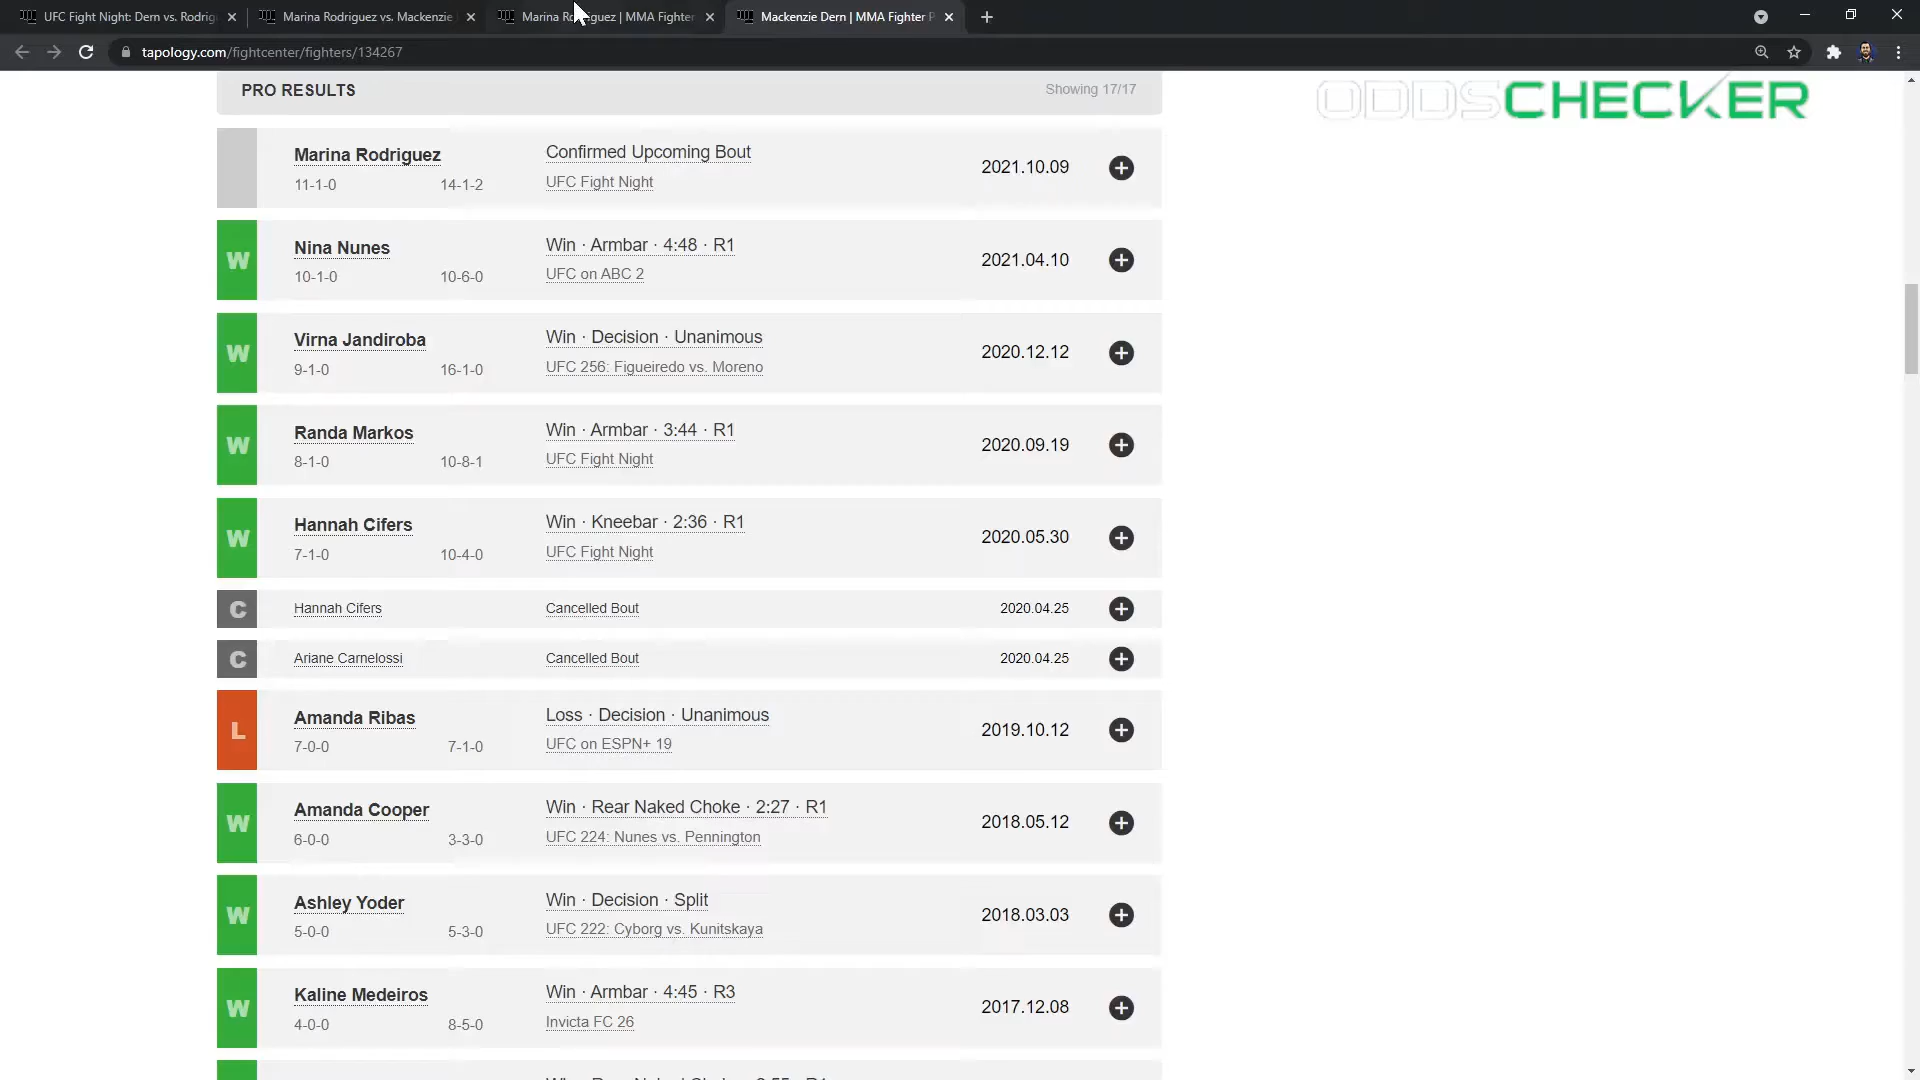 UFC Fight Night: Dern vs. Rodrig
Marina Rodriguez vs. Mackenzie
Marina Ro iguez | MMA Fighter
Mackenzie Dern | MMA Fighter P
tapology.com/fightcenter/fighters/134267
PRO RESULTS
Showing 17/17
ODDSCHECKER
Marina Rodriguez
Confirmed Upcoming Bout
2021.10.09
11-1-0
14-1-2
UFC Fight Night
W
Nina Nunes
Win · Armbar · 4:48 · R1
2021.04.10
10-1-0
10-6-0
UFC on ABC 2
W
Virna Jandiroba
Win · Decision · Unanimous
2020.12.12
9-1-0
16-1-0
UFC 256: Figueiredo vs. Moreno
W
Randa Markos
Win · Armbar · 3:44 · R1
2020.09.19
8-1-0
10-8-1
UFC Fight Night
W
Hannah Cifers
Win · Kneebar · 2:36 · R1
2020.05.30
7-1-0
10-4-0
UFC Fight Night
C
Hannah Cifers
Cancelled Bout
2020.04.25
C
Ariane Carnelossi
Cancelled Bout
2020.04.25
L
Amanda Ribas
Loss · Decision · Unanimous
2019.10.12
7-0-0
7-1-0
UFC on ESPN+ 19
W
Amanda Cooper
Win · Rear Naked Choke · 2:27 · R1
2018.05.12
6-0-0
3-3-0
UFC 224: Nunes vs. Pennington
W
Ashley Yoder
Win · Decision · Split
2018.03.03
5-0-0
5-3-0
UFC 222: Cyborg vs. Kunitskaya
W
Kaline Medeiros
Win · Armbar · 4:45 · R3
2017.12.08
4-0-0
8-5-0
Invicta FC 26